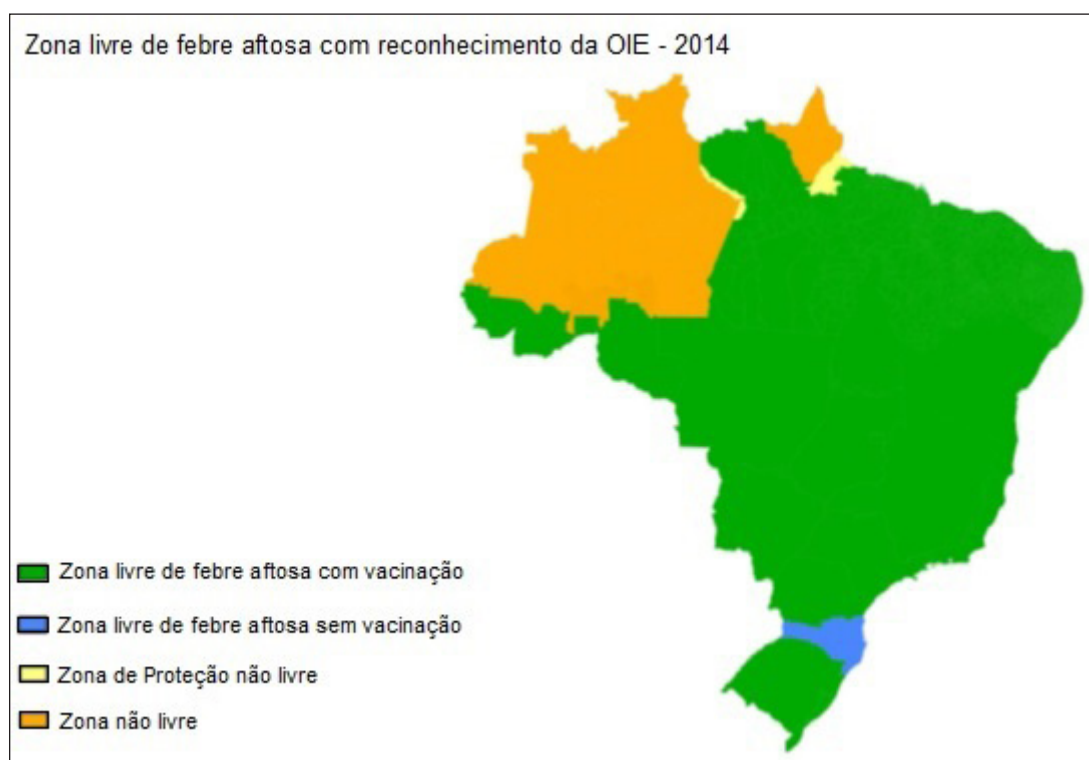 Zona livre de febre aftosa com reconhecimento da OIE - 2014
Zona livre de febre aftosa com vacinação
Zona livre de febre aftosa sem vacinação
Zona de Proteção não livre
Zona não livre